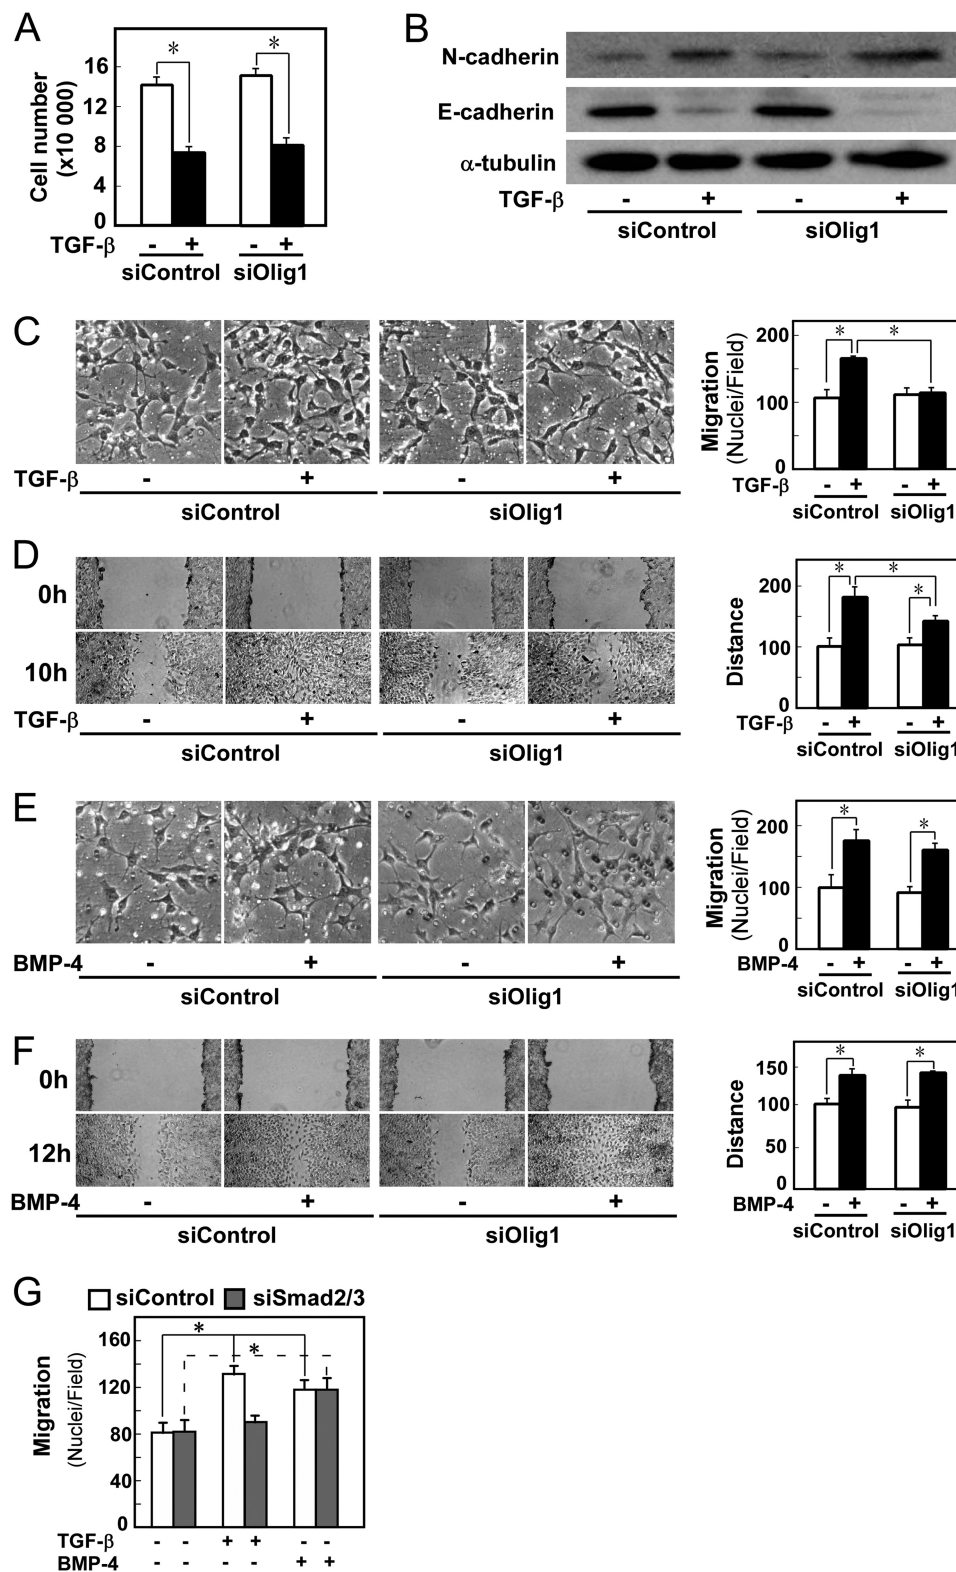 A
Cell number
(x10 000)
16
12
8
4
0
*
*
TGF-β - + - +
siControl siOlig1
B
N-cadherin
E-cadherin
α-tubulin
TGF-β - + - +
siControl siOlig1
C
TGF-β - + - +
siControl siOlig1
Migration
(Nuclei/Field)
200
100
0
* *
TGF-β - + - +
siControl siOlig1
D
0h
10h
TGF-β - + - +
siControl siOlig1
Distance
200
100
0
* * *
TGF-β - + - +
siControl siOlig1
E
BMP-4 - + - +
siControl siOlig1
Migration
(Nuclei/Field)
200
100
0
* *
BMP-4 - + - +
siControl siOlig1
F
0h
12h
BMP-4 - + - +
siControl siOlig1
Distance
150
100
50
0
* *
BMP-4 - + - +
siControl siOlig1
G
siControl siSmad2/3
Migration
(Nuclei/Field)
160
120
80
40
0
* *
TGF-β - - + + - -
BMP-4 - - - - + +